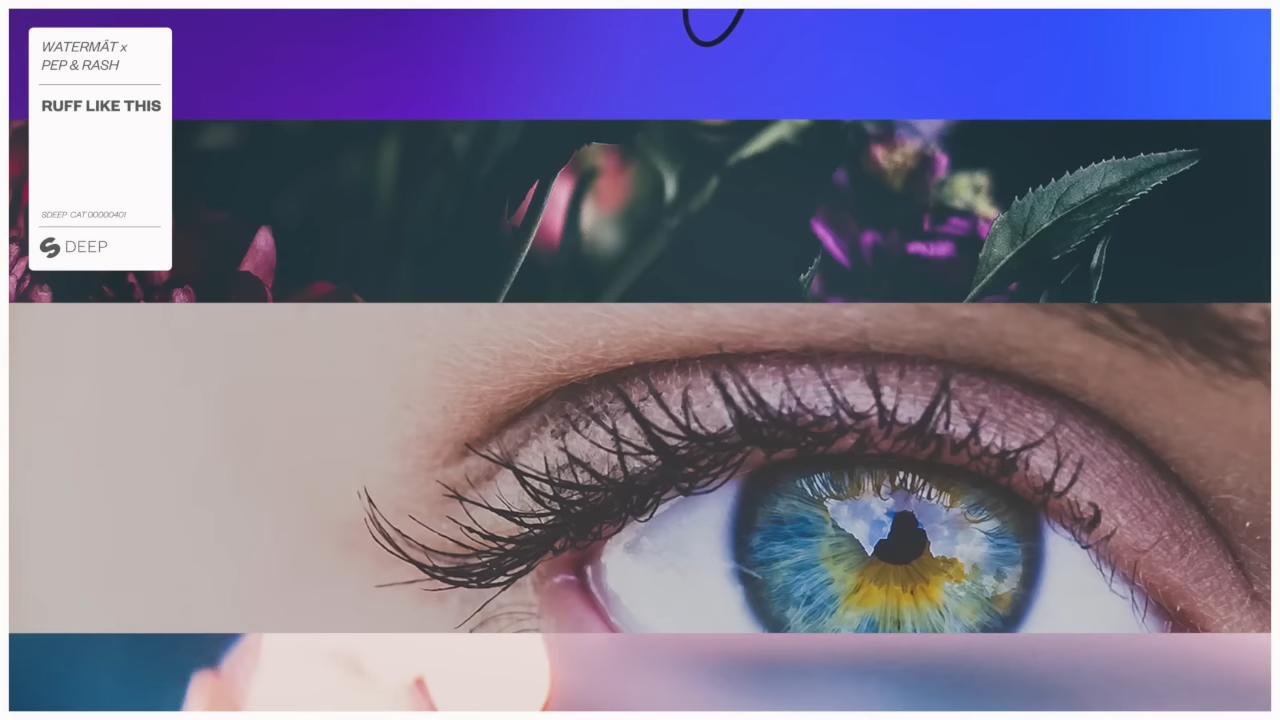 WATERMÄT x
PEP & RASH
RUFF LIKE THIS
SDEEP CAT 00000401
DEEP